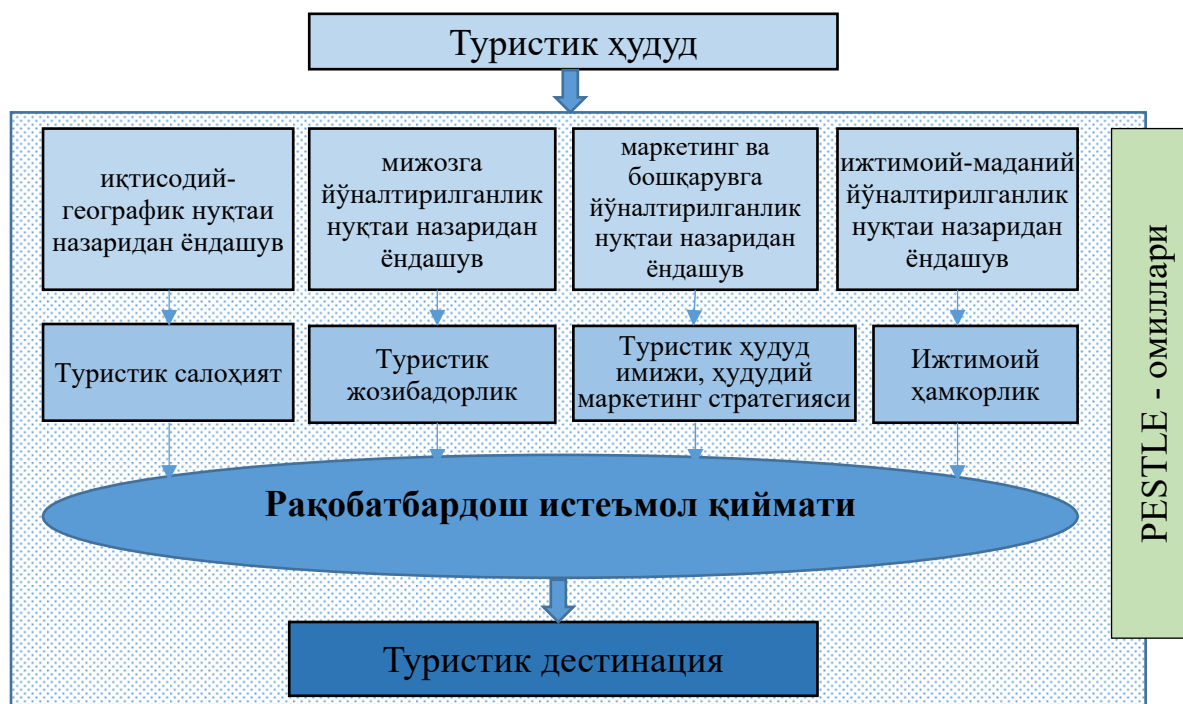 Туристик ҳудуд
иқтисодий-
географик нуқтаи
назаридан ёндашув
мижозга
йўналтирилганлик
нуқтаи назаридан
ёндашув
маркетинг ва
бошқарувга
йўналтирилганлик
нуқтаи назаридан
ёндашув
ижтимоий-маданий
йўналтирилганлик
нуқтаи назаридан
ёндашув
Туристик салоҳият
Туристик
жозибадорлик
Туристик ҳудуд
имижи, ҳудудий
маркетинг стратегияси
Ижтимоий
ҳамкорлик
Рақобатбардош истеъмол қиймати
Туристик дестинация
PESTLE - омиллари